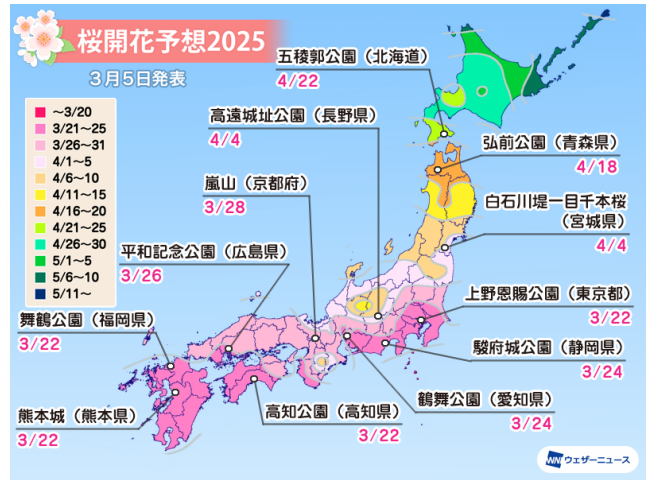 桜開花予想2025
3月5日発表
～3/20
3/21～25
3/26～31
4/1～5
4/6～10
4/11～15
4/16～20
4/21～25
4/26～30
5/1～5
5/6～10
5/11～
五稜郭公園（北海道）
4/22
高遠城址公園（長野県）
4/4
弘前公園（青森県）
4/18
嵐山（京都府）
3/28
白石川堤一目千本桜
（宮城県）
4/4
平和記念公園（広島県）
3/26
上野恩賜公園（東京都）
3/22
舞鶴公園（福岡県）
3/22
駿府城公園（静岡県）
3/24
鶴舞公園（愛知県）
3/24
熊本城（熊本県）
3/22
高知公園（高知県）
3/22
WN ウェザーニュース